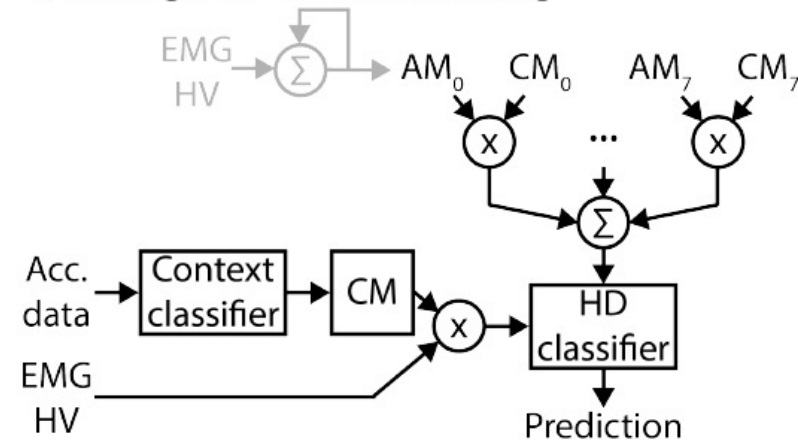 EMG
HV
Σ
AM₀ CM₀ AM₇ CM₇
x ... x
Σ
Acc.
data
Context
classifier
CM
x
HD
classifier
EMG
HV
Prediction